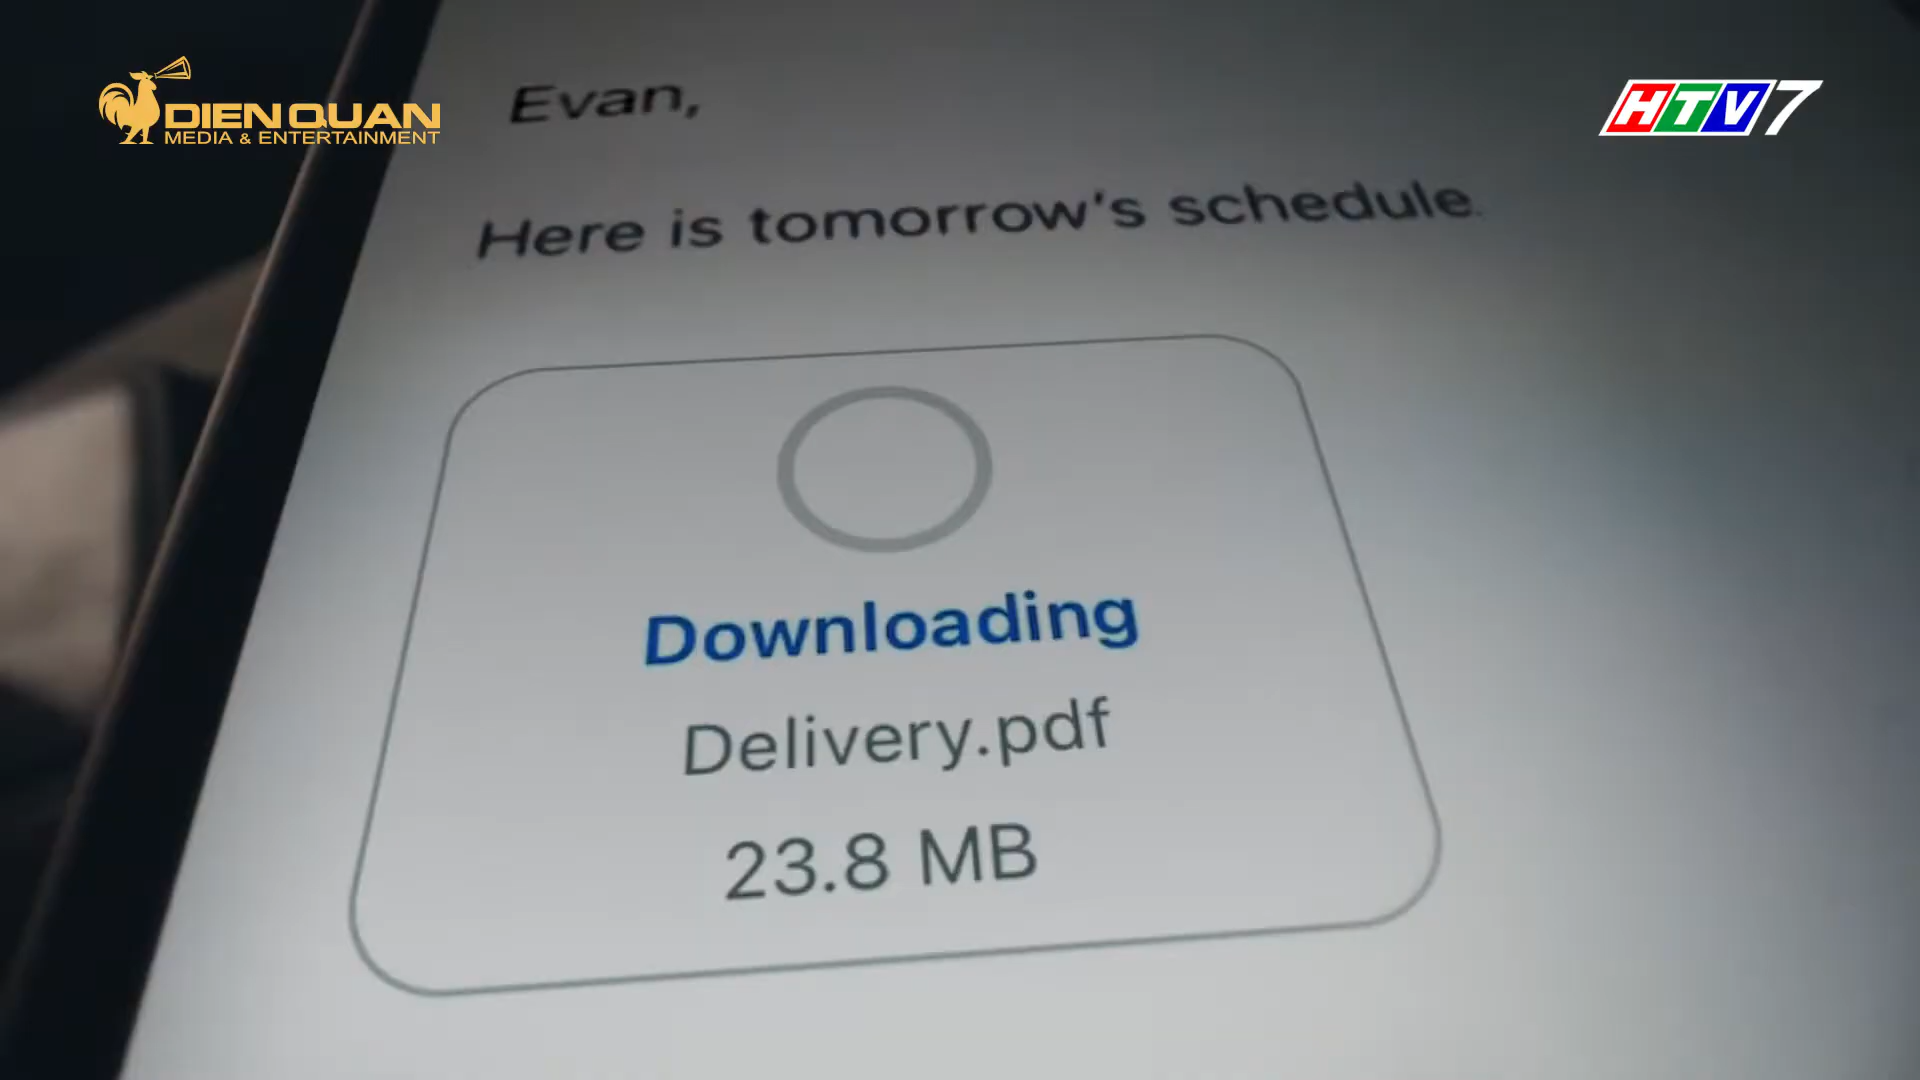 DIEN QUAN
MEDIA & ENTERTAINMENT
HTV7
Evan,
Here is tomorrow's schedule.
Downloading
Delivery.pdf
23.8 MB